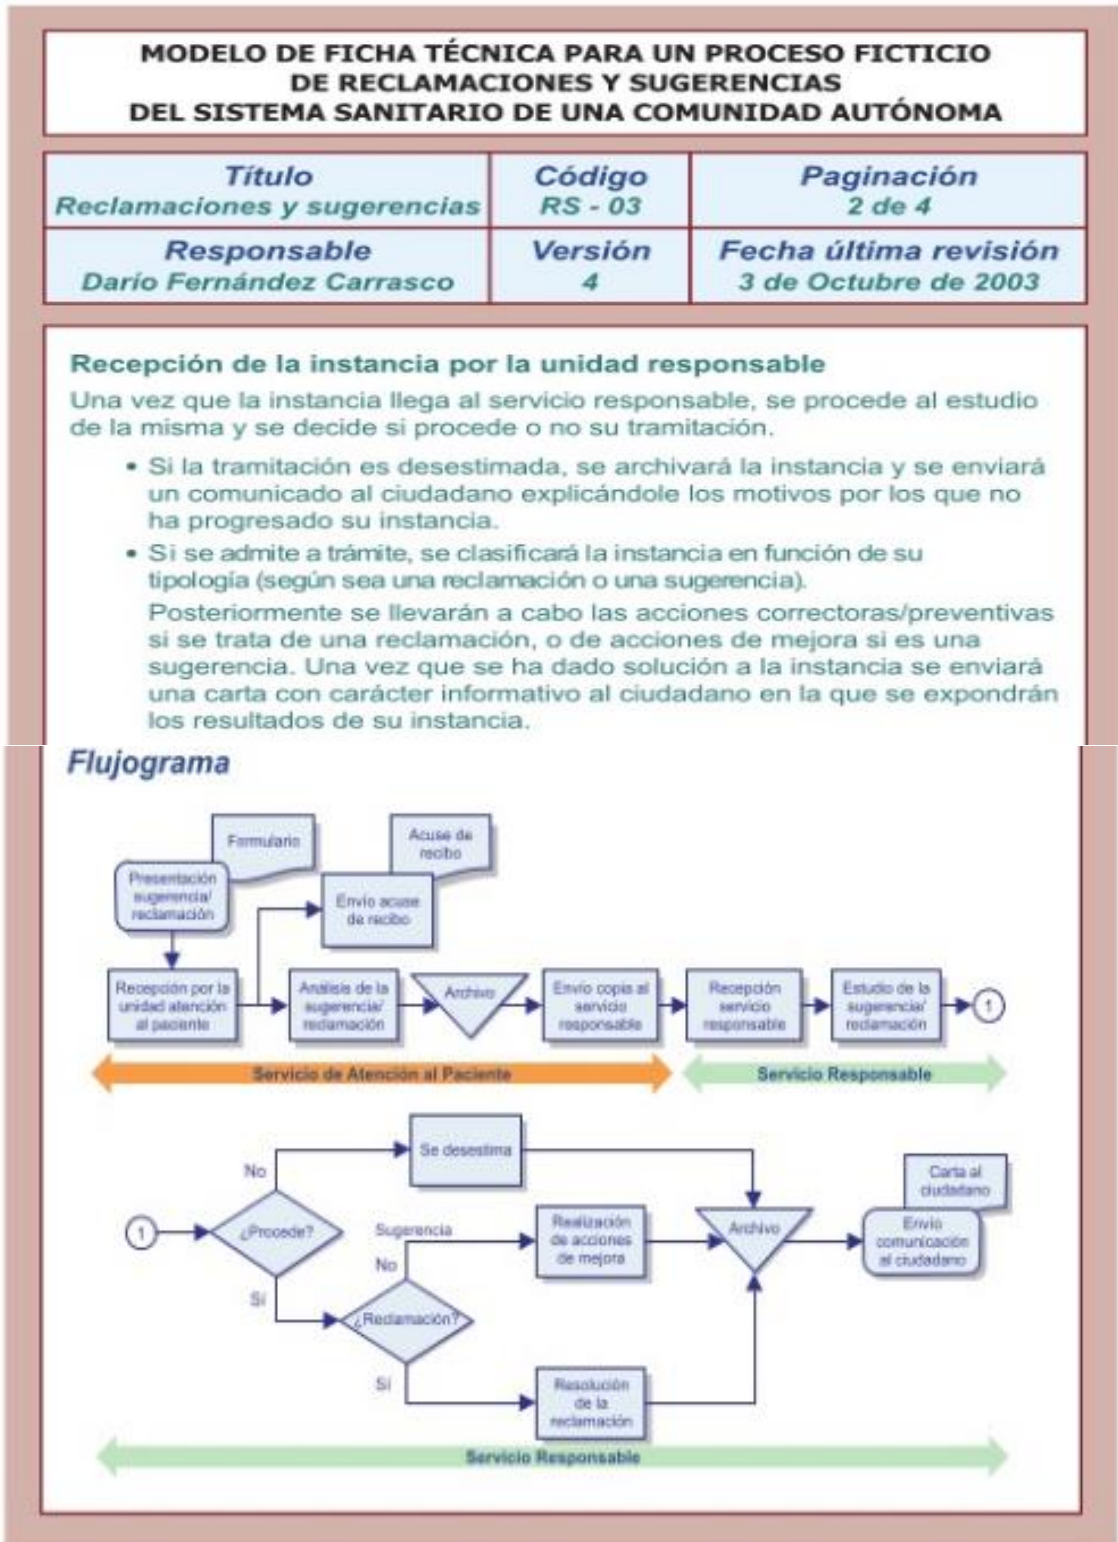 MODELO DE FICHA TÉCNICA PARA UN PROCESO FICTICIO
DE RECLAMACIONES Y SUGERENCIAS
DEL SISTEMA SANITARIO DE UNA COMUNIDAD AUTÓNOMA
Título
Reclamaciones y sugerencias
Código
RS - 03
Paginación
2 de 4
Responsable
Darío Fernández Carrasco
Versión
4
Fecha última revisión
3 de Octubre de 2003
Recepción de la instancia por la unidad responsable
Una vez que la instancia llega al servicio responsable, se procede al estudio
de la misma y se decide si procede o no su tramitación.
• Si la tramitación es desestimada, se archivará la instancia y se enviará
un comunicado al ciudadano explicándole los motivos por los que no
ha progresado su instancia.
• Si se admite a trámite, se clasificará la instancia en función de su
tipología (según sea una reclamación o una sugerencia).
Posteriormente se llevarán a cabo las acciones correctoras/preventivas
si se trata de una reclamación, o de acciones de mejora si es una
sugerencia. Una vez que se ha dado solución a la instancia se enviará
una carta con carácter informativo al ciudadano en la que se expondrán
los resultados de su instancia.
Flujograma
Formulario
Acuse de
recibo
Presentación
sugerencia/
reclamación
Envío acuse
de recibo
Recepción por la
unidad atención
al paciente
Análisis de la
sugerencia/
reclamación
Archivo
Envío copia al
servicio
responsable
Recepción
servicio
responsable
Estudio de la
sugerencia/
reclamación
1
Servicio de Atención al Paciente
Servicio Responsable
Se desestima
No
Carta al
ciudadano
1
¿Procede?
Sugerencia
Realización
de acciones
de mejora
Archivo
Envío
comunicación
al ciudadano
No
Sí
¿Reclamación?
Sí
Resolución
de la
reclamación
Servicio Responsable